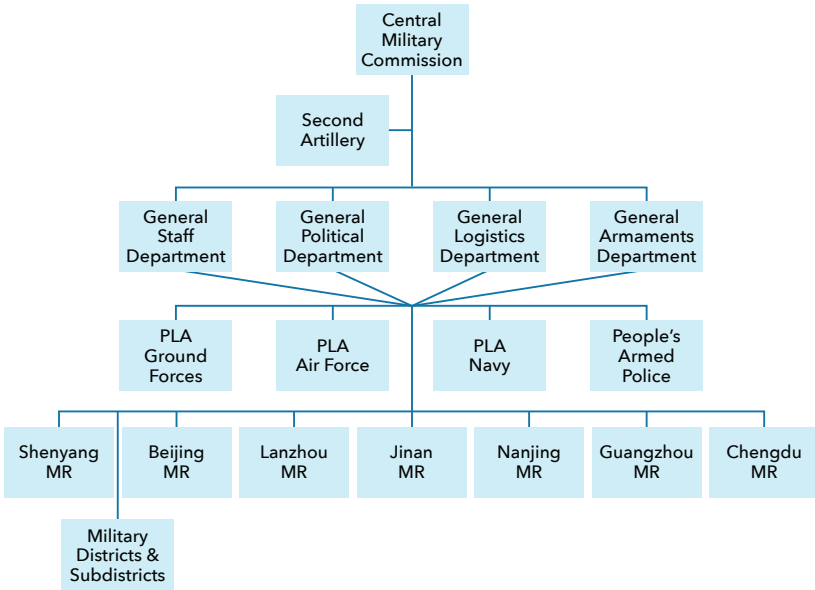 Central
Military
Commission
Second
Artillery
General
Staff
Department
General
Political
Department
General
Logistics
Department
General
Armaments
Department
PLA
Ground
Forces
PLA
Air Force
PLA
Navy
People’s
Armed
Police
Shenyang
MR
Beijing
MR
Lanzhou
MR
Jinan
MR
Nanjing
MR
Guangzhou
MR
Chengdu
MR
Military
Districts &
Subdistricts